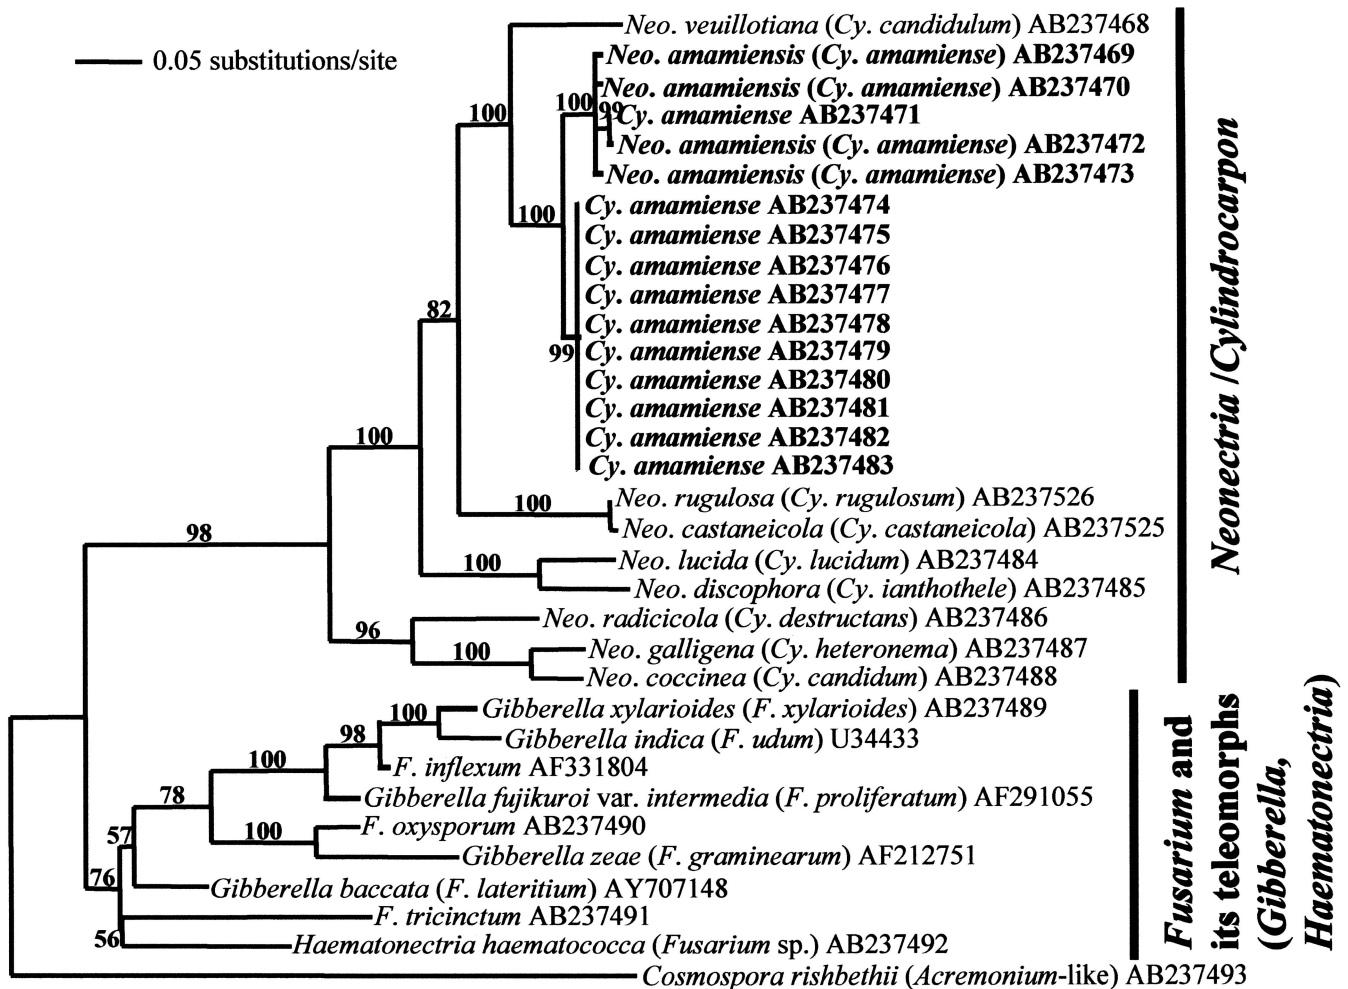 Neo. veuillotiana (Cy. candidulum) AB237468
0.05 substitutions/site
Neo. amamiensis (Cy. amamiense) AB237469
Neo. amamiensis (Cy. amamiense) AB237470
100
99
Cy. amamiense AB237471
100
Neo. amamiensis (Cy. amamiense) AB237472
Neo. amamiensis (Cy. amamiense) AB237473
Cy. amamiense AB237474
100
Cy. amamiense AB237475
Cy. amamiense AB237476
Cy. amamiense AB237477
82
Cy. amamiense AB237478
99
Cy. amamiense AB237479
Cy. amamiense AB237480
Cy. amamiense AB237481
100
Cy. amamiense AB237482
Cy. amamiense AB237483
100
Neo. rugulosa (Cy. rugulosum) AB237526
98
Neo. castaneicola (Cy. castaneicola) AB237525
100
Neo. lucida (Cy. lucidum) AB237484
Neo. discophora (Cy. ianthothele) AB237485
Neo. radicicola (Cy. destructans) AB237486
96
100
Neo. galligena (Cy. heteronema) AB237487
Neo. coccinea (Cy. candidum) AB237488
Neonectria /Cylindrocarpon
100
Gibberella xylarioides (F. xylarioides) AB237489
98
Gibberella indica (F. udum) U34433
100
F. inflexum AF331804
78
Gibberella fujikuroi var. intermedia (F. proliferatum) AF291055
57
100
F. oxysporum AB237490
Gibberella zeae (F. graminearum) AF212751
76
Gibberella baccata (F. lateritium) AY707148
F. tricinctum AB237491
56
Haematonectria haematococca (Fusarium sp.) AB237492
Fusarium and
its teleomorphs
(Gibberella,
Haematonectria)
Cosmospora rishbethii (Acremonium-like) AB237493